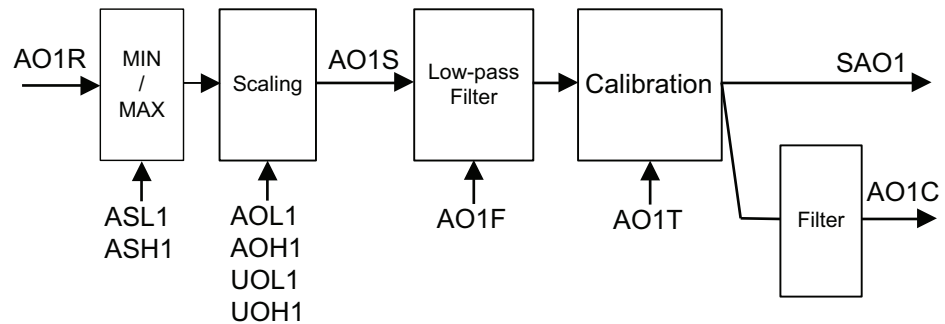 AO1R
MIN
/
MAX
Scaling
AO1S
Low-pass
Filter
Calibration
SAO1
ASL1
ASH1
AOL1
AOH1
UOL1
UOH1
AO1F
AO1T
Filter
AO1C